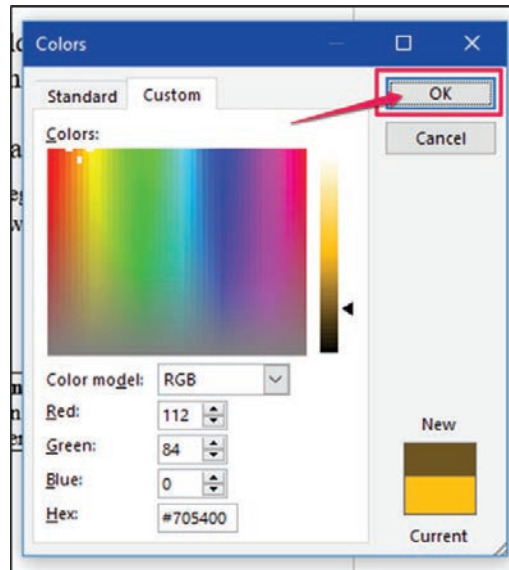 Colors
Standard Custom
OK
Cancel
Colors:
Color model: RGB
Red: 112
Green: 84
Blue: 0
Hex: #705400
New
Current